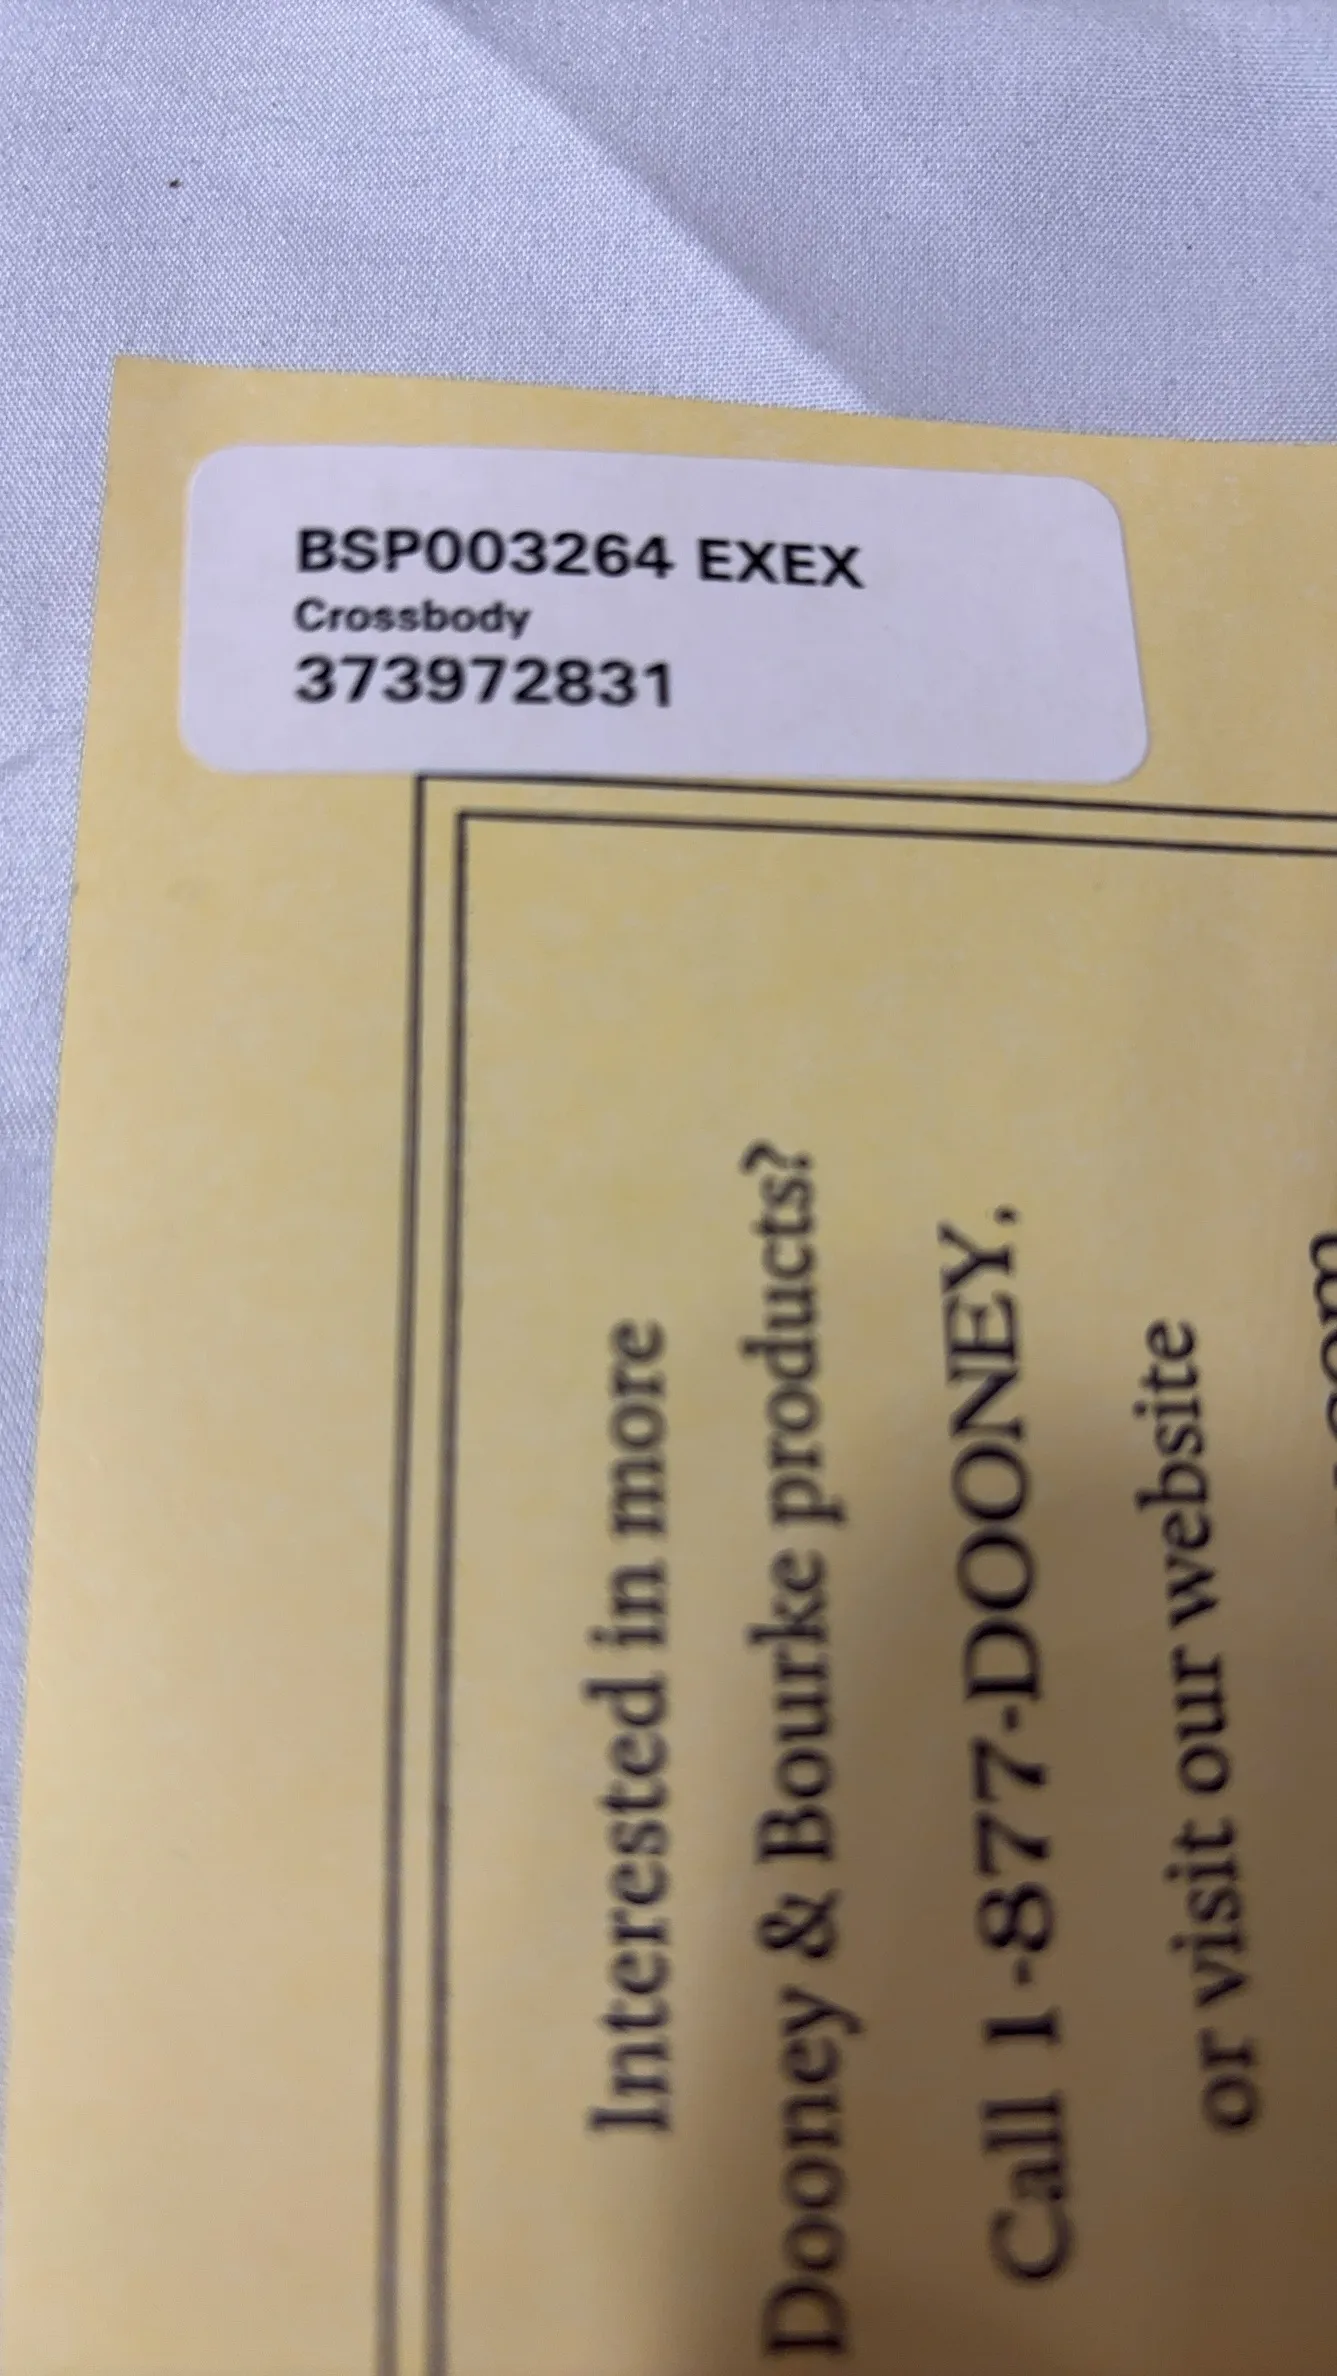 BSP003264 EXEX
Crossbody
373972831
Interested in more
Dooney & Bourke products?
Call 1-877-DOONEY,
or visit our website